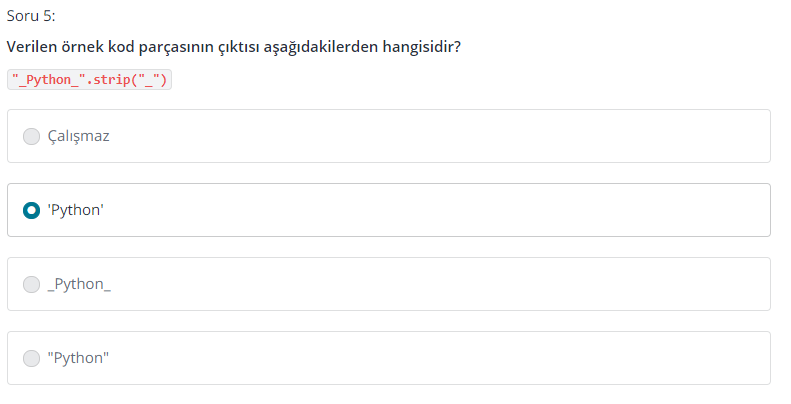 Soru 5:
Verilen örnek kod parçasının çıktısı aşağıdakilerden hangisidir?
"_Python_".strip("_")
Çalışmaz
'Python'
_Python_
"Python"